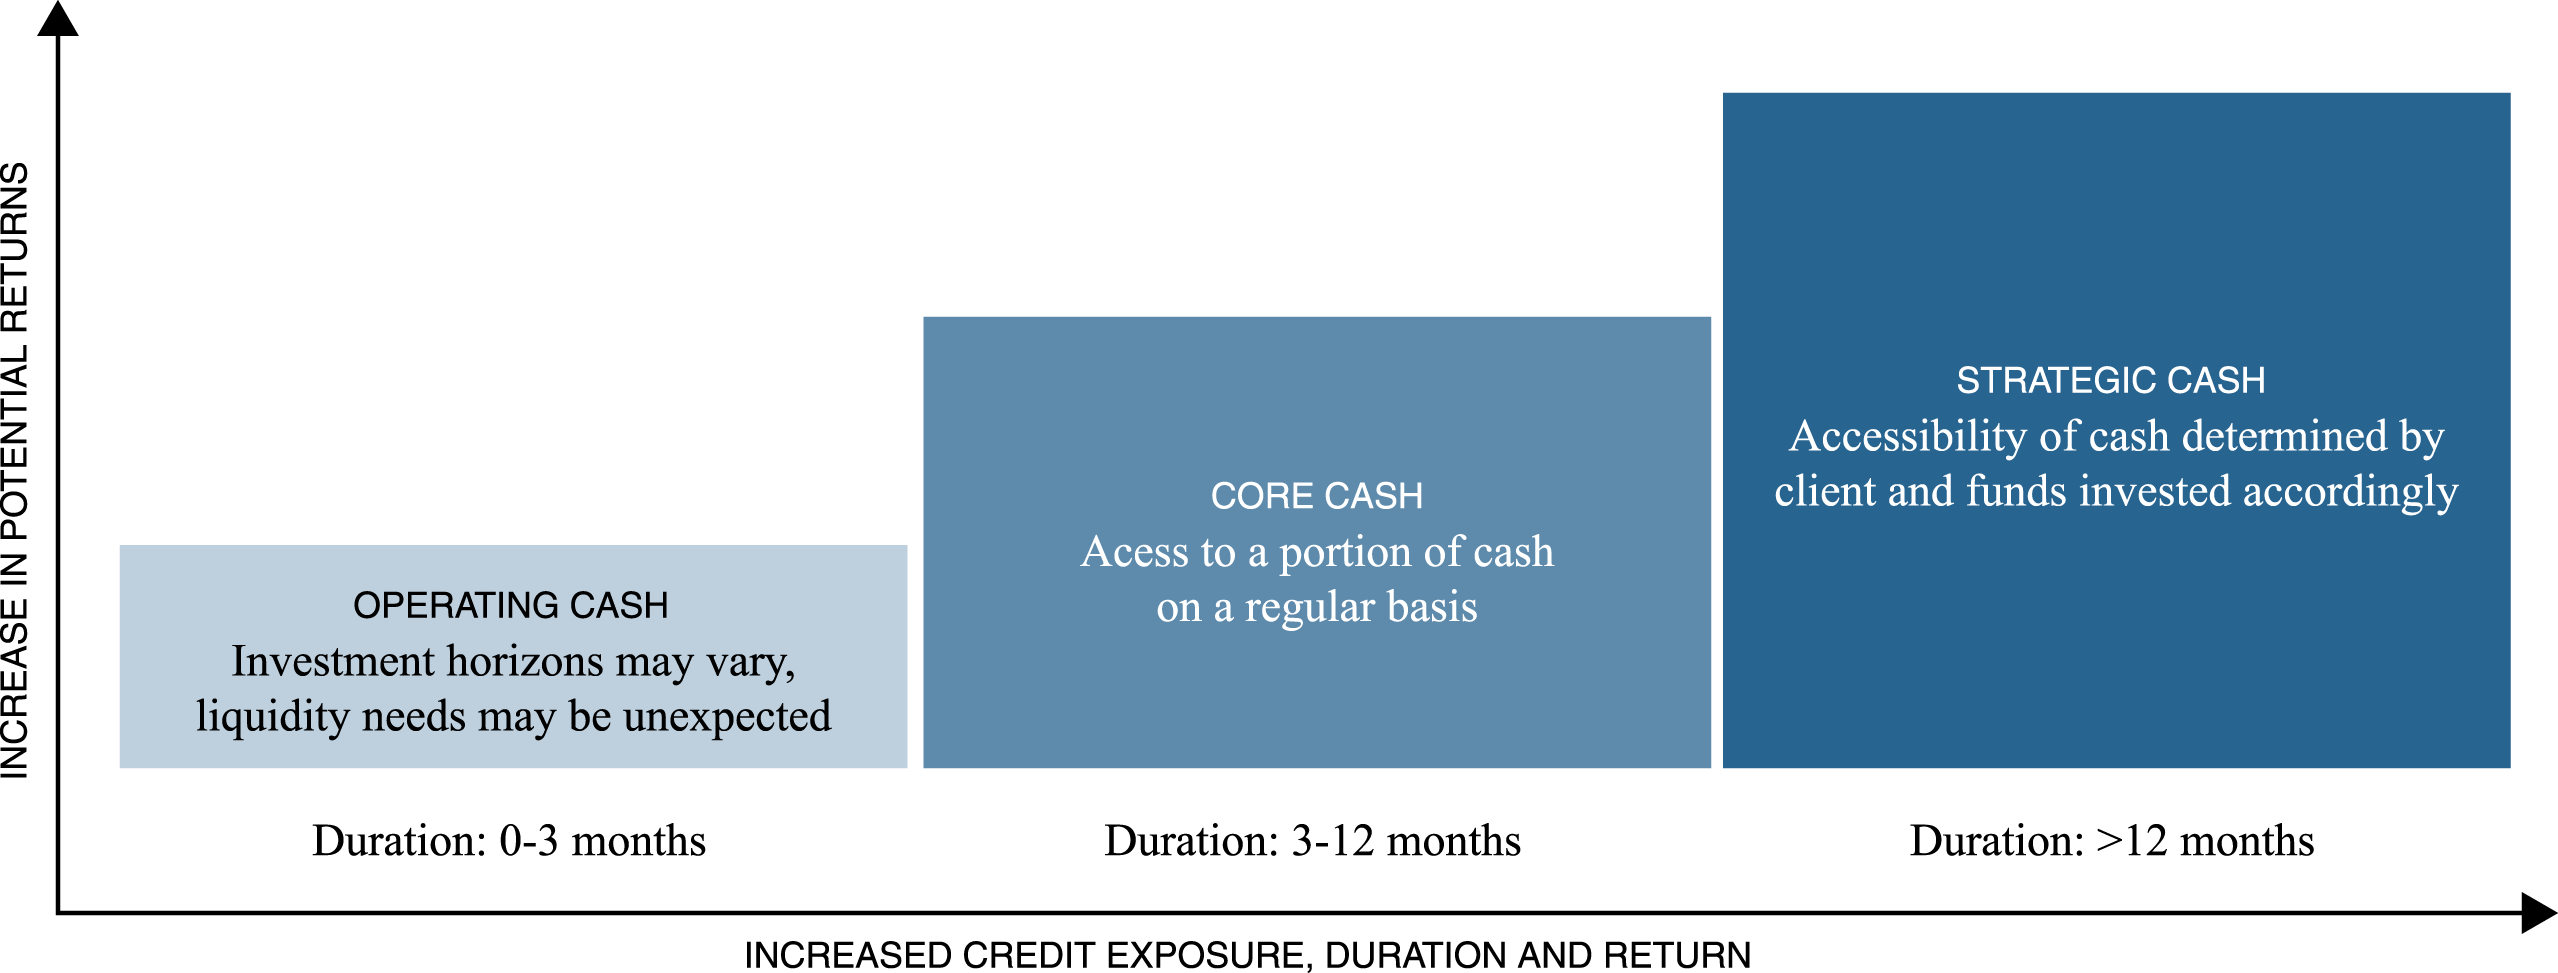 INCREASE IN POTENTIAL RETURNS
OPERATING CASH
Investment horizons may vary,
liquidity needs may be unexpected
Duration: 0-3 months
CORE CASH
Acess to a portion of cash
on a regular basis
Duration: 3-12 months
STRATEGIC CASH
Accessibility of cash determined by
client and funds invested accordingly
Duration: >12 months
INCREASED CREDIT EXPOSURE, DURATION AND RETURN